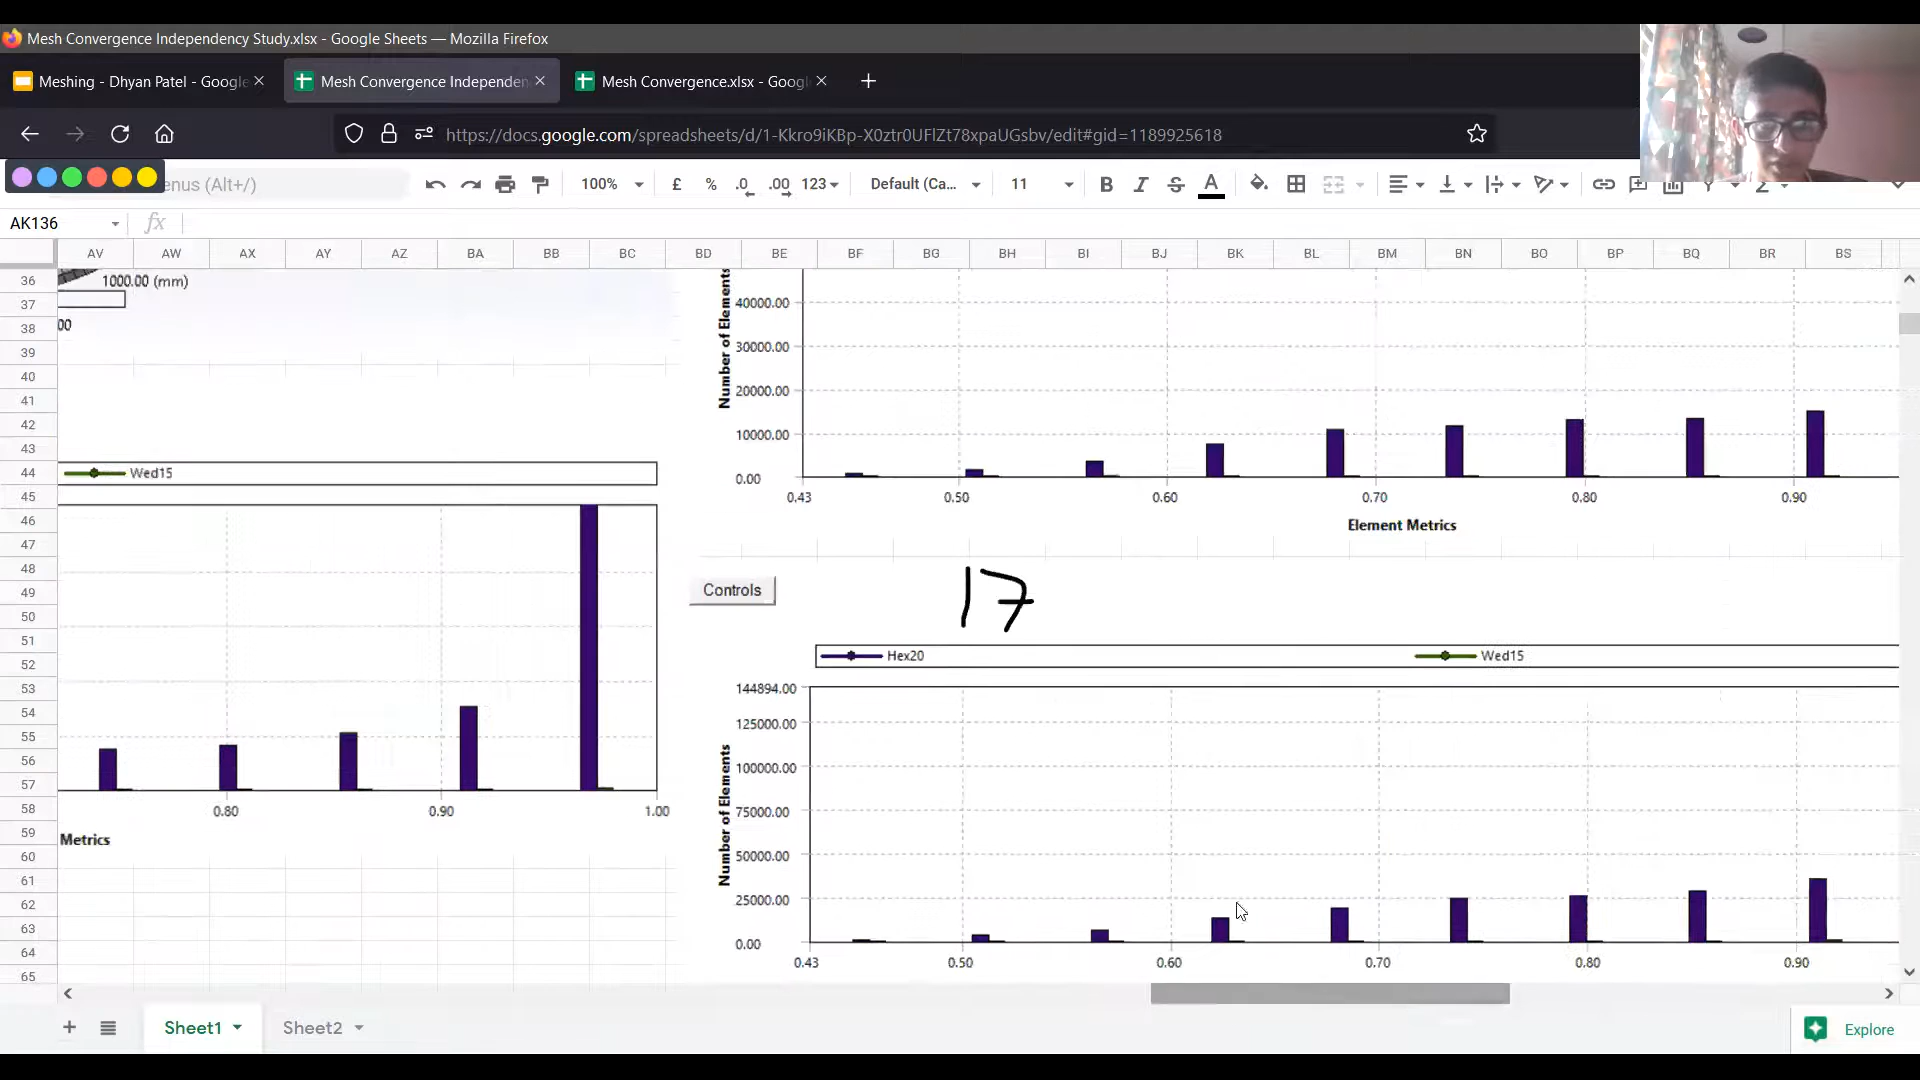 Mesh Convergence Independency Study.xlsx - Google Sheets — Mozilla Firefox
Meshing - Dhyan Patel - Google
Mesh Convergence Independen
Mesh Convergence.xlsx - Goog
https://docs.google.com/spreadsheets/d/1-Kkro9iKBp-X0ztr0UFlZt78xpaUGsbv/edit#gid=1189925618
enus (Alt+/)
100%
£
%
.0
.00
123
Default (Ca...
11
B
I
S
A
Σ
AK136
fx
AV AW AX AY AZ BA BB BC BD BE BF BG BH BI BJ BK BL BM BN BO BP BQ BR BS
36
37
38
39
40
41
42
43
44
45
46
47
48
49
50
51
52
53
54
55
56
57
58
59
60
61
62
63
64
65
1000.00 (mm)
00
Wed15
0.80 0.90 1.00
Metrics
Number of Elements
40000.00
30000.00
20000.00
10000.00
0.00
0.43 0.50 0.60 0.70 0.80 0.90
Element Metrics
Controls
17
Hex20 Wed15
Number of Elements
144894.00
125000.00
100000.00
75000.00
50000.00
25000.00
0.00
0.43 0.50 0.60 0.70 0.80 0.90
Sheet1
Sheet2
Explore